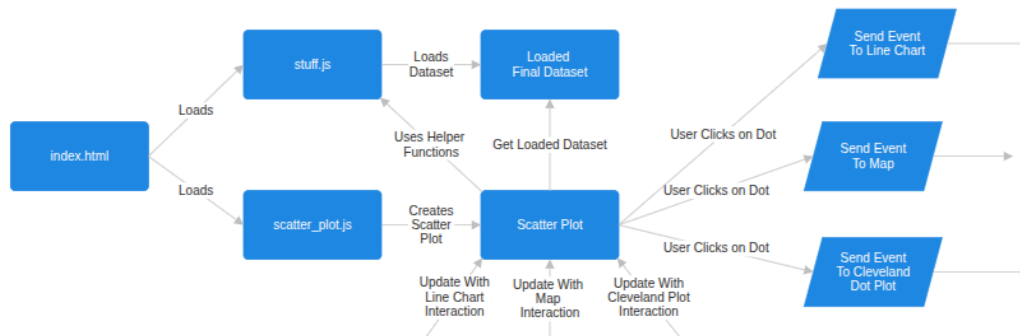 Send Event
To Line Chart
stuff.js
Loads
Dataset
Loaded
Final Dataset
Loads
User Clicks on Dot
Uses Helper
Functions
Get Loaded Dataset
index.html
Send Event
To Map
Loads
User Clicks on Dot
scatter_plot.js
Creates
Scatter
Plot
Scatter Plot
User Clicks on Dot
Send Event
To Cleveland
Dot Plot
Update With
Line Chart
Interaction
Update With
Map
Interaction
Update With
Cleveland Plot
Interaction